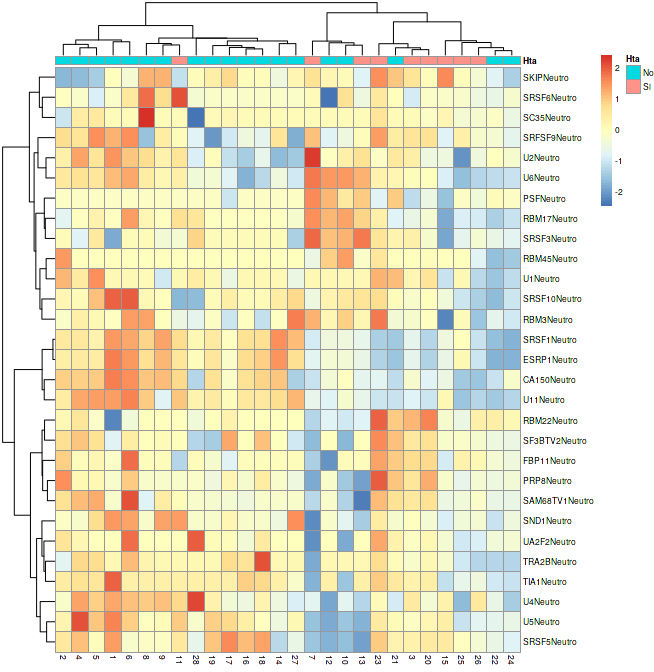 Hta
SKIPNeutro
SRSF6Neutro
SC35Neutro
SRFSF9Neutro
U2Neutro
U6Neutro
PSFNeutro
RBM17Neutro
SRSF3Neutro
RBM45Neutro
U1Neutro
SRSF10Neutro
RBM3Neutro
SRSF1Neutro
ESRP1Neutro
CA150Neutro
U11Neutro
RBM22Neutro
SF3BTV2Neutro
FBP11Neutro
PRP8Neutro
SAM68TV1Neutro
SND1Neutro
UA2F2Neutro
TRA2BNeutro
TIA1Neutro
U4Neutro
U5Neutro
SRSF5Neutro
2 4 5 1 6 8 9 11 28 19 17 16 18 14 27 7 12 10 13 23 21 3 20 15 25 26 22 24
2
1
0
-1
-2
Hta
No
SI